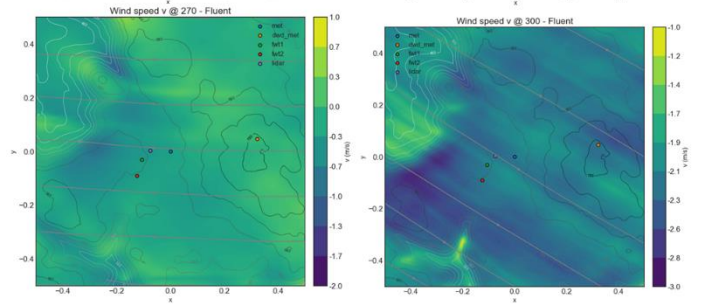 x
x
Wind speed v @ 270 - Fluent
met
dwd_met
fwt1
fwt2
lidar
0.4
0.2
0.0
−0.2
−0.4
y
−0.4
−0.2
0.0
0.2
0.4
x
1.0
0.7
0.3
0.0
-0.3
-0.7
-1.0
-1.3
-1.7
-2.0
v (m/s)
Wind speed v @ 300 - Fluent
met
dwd_met
fwt1
fwt2
lidar
0.4
0.2
0.0
−0.2
−0.4
y
−0.4
−0.2
0.0
0.2
0.4
x
-1.0
-1.2
-1.4
-1.7
-1.9
-2.1
-2.3
-2.6
-2.8
-3.0
v (m/s)